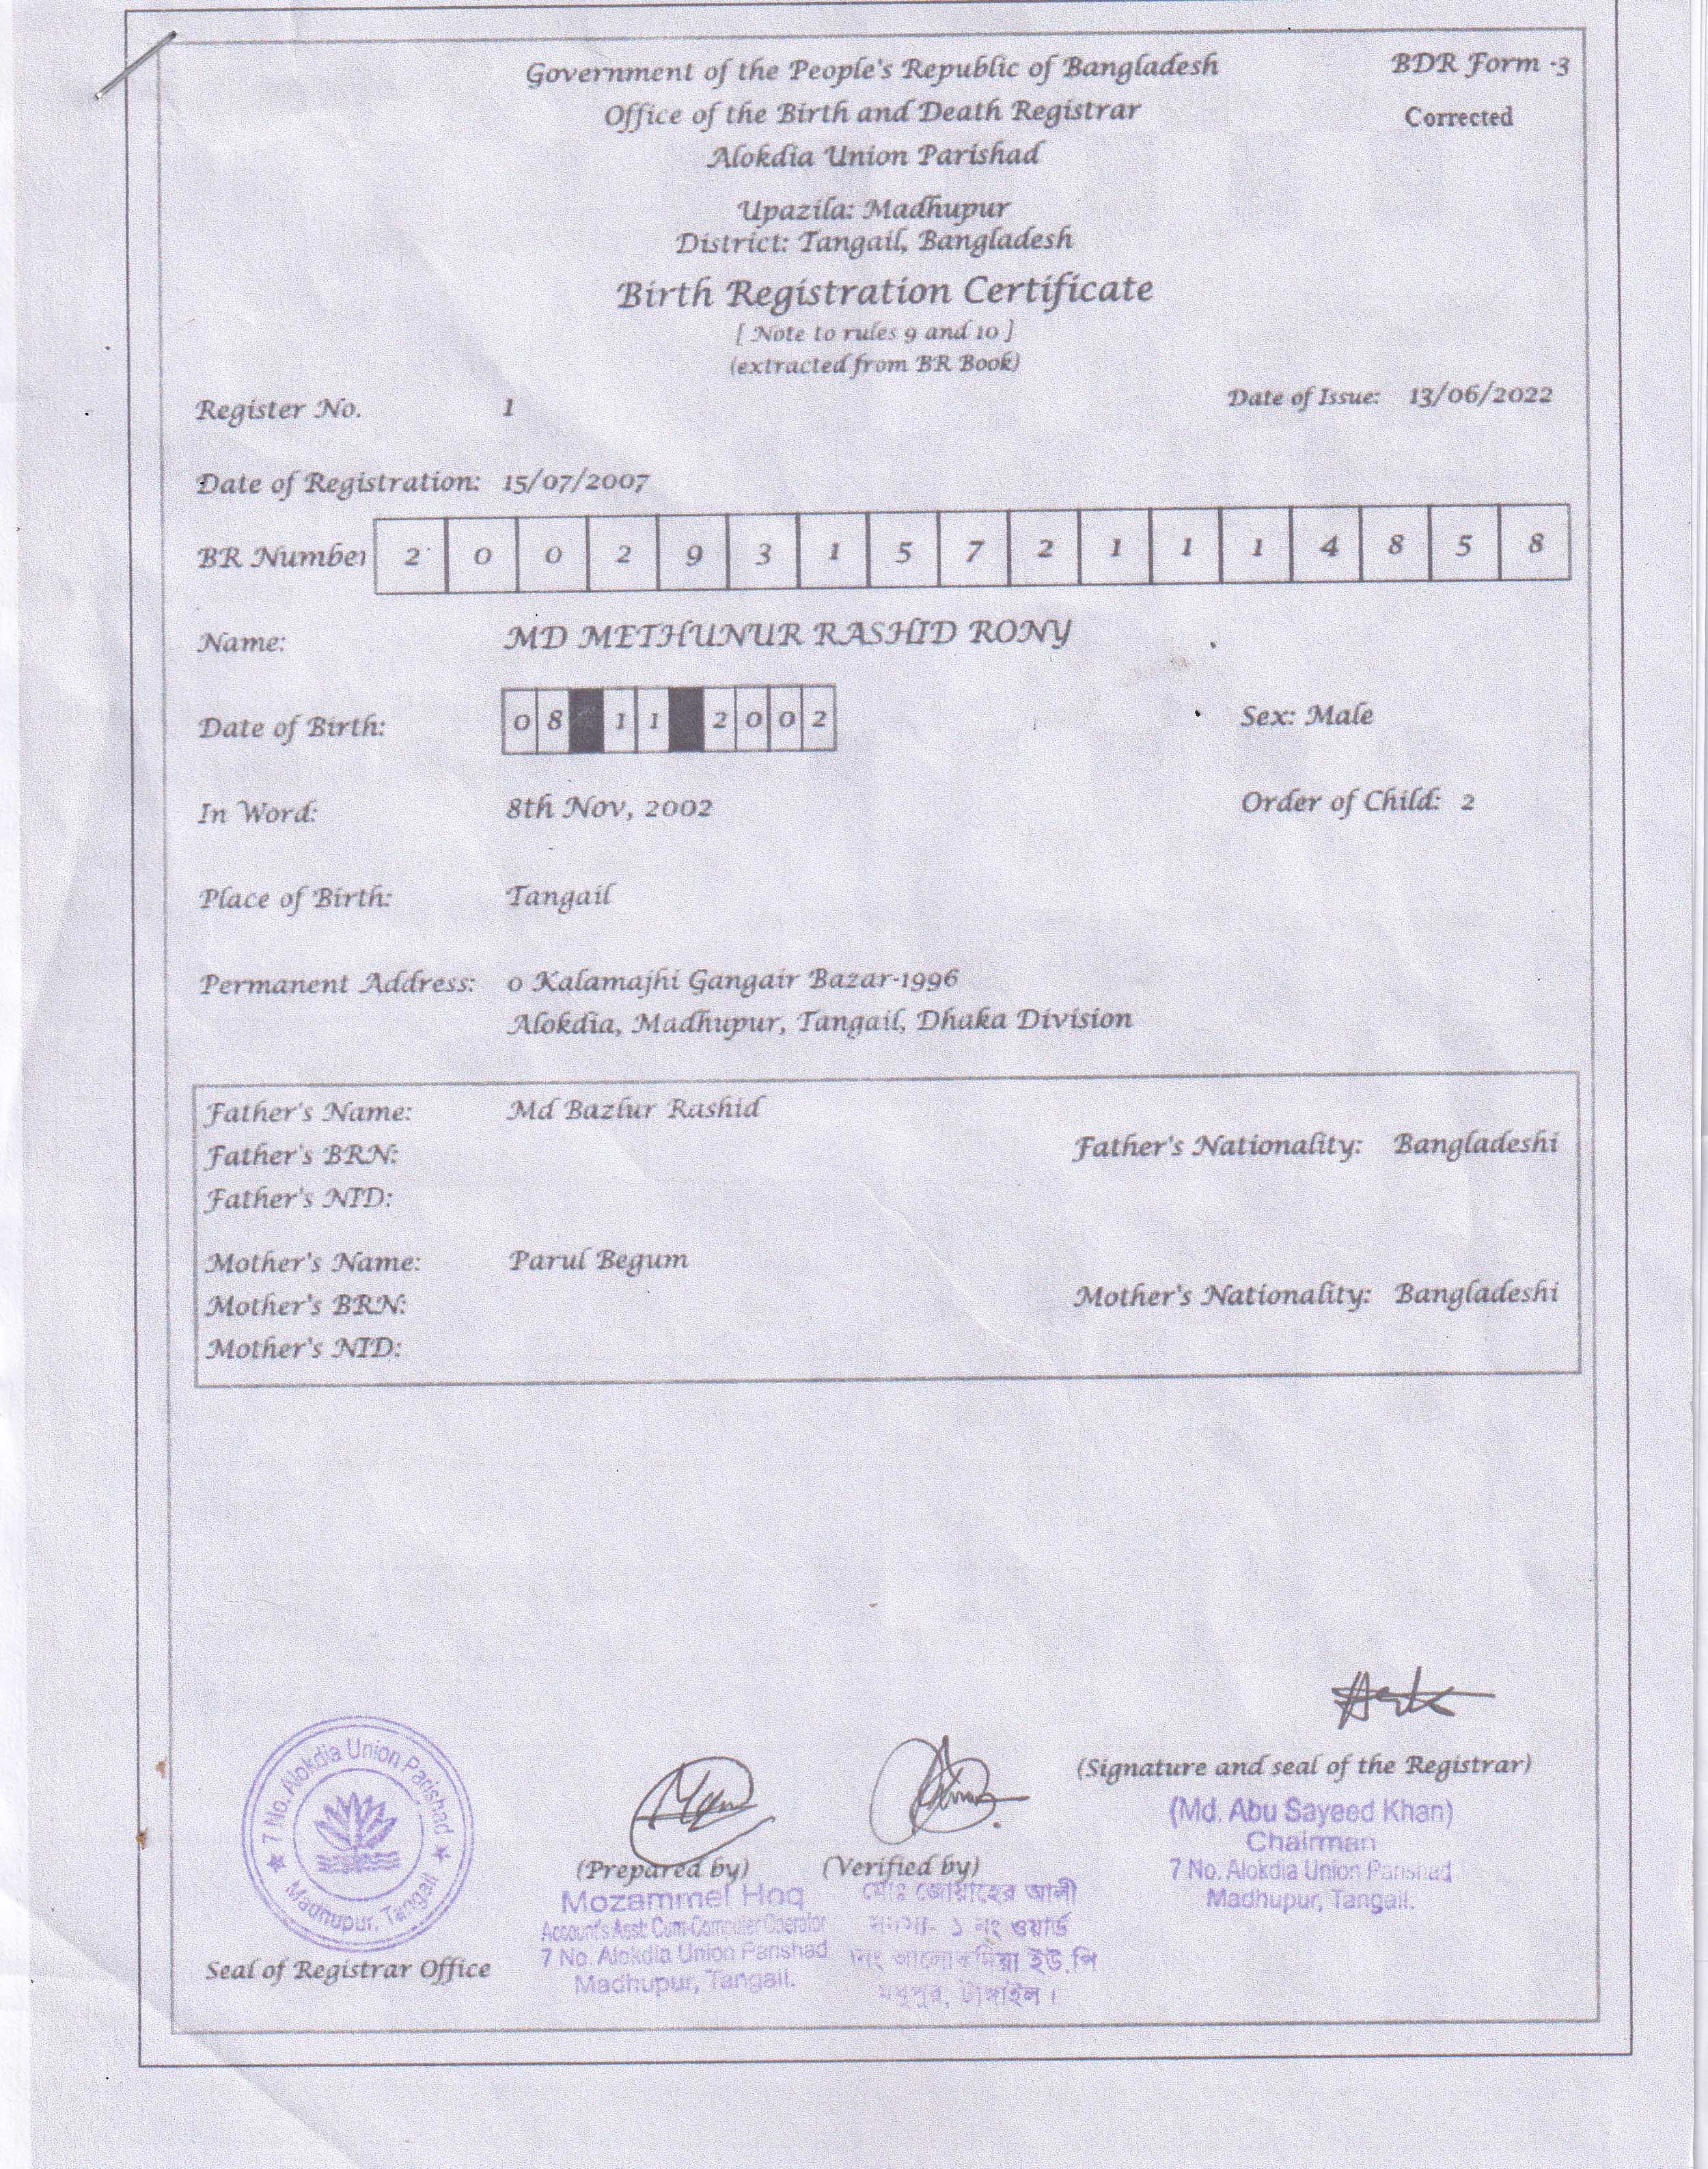 Government of the People's Republic of Bangladesh
BDR Form -3
Office of the Birth and Death Registrar
Corrected
Alokdia Union Parishad
Upazila: Madhupur
District: Tangail, Bangladesh
Birth Registration Certificate
[ Note to rules 9 and 10 ]
(extracted from BR Book)
Register No. 1
Date of Issue: 13/06/2022
Date of Registration: 15/07/2007
BR Number 2 0 0 2 9 3 1 5 7 2 1 1 1 4 8 5 8
Name: MD METHUNUR RASHID RONY
Date of Birth: 0 8 1 1 2 0 0 2 Sex: Male
In Word: 8th Nov, 2002 Order of Child: 2
Place of Birth: Tangail
Permanent Address: 0 Kalamajhi Gangair Bazar-1996
Alokdia, Madhupur, Tangail, Dhaka Division
Father's Name: Md Bazlur Rashid
Father's BRN: Father's Nationality: Bangladeshi
Father's NID:
Mother's Name: Parul Begum
Mother's BRN: Mother's Nationality: Bangladeshi
Mother's NID:
7 No. Alokdia Union Parishad
Madhupur, Tangail
Seal of Registrar Office
(Prepared by)
Mozammel Hoq
Account's Asst: Cum-Computer Operator
7 No. Alokdia Union Parishad
Madhupur, Tangail.
(Verified by)
মোঃ জোয়াহের আলী
সদস্য- ১ নং ওয়ার্ড
নং আলোকদিয়া ইউ.পি
মধুপুর, টাঙ্গাইল।
(Signature and seal of the Registrar)
(Md. Abu Sayeed Khan)
Chairman
7 No. Alokdia Union Parishad
Madhupur, Tangail.